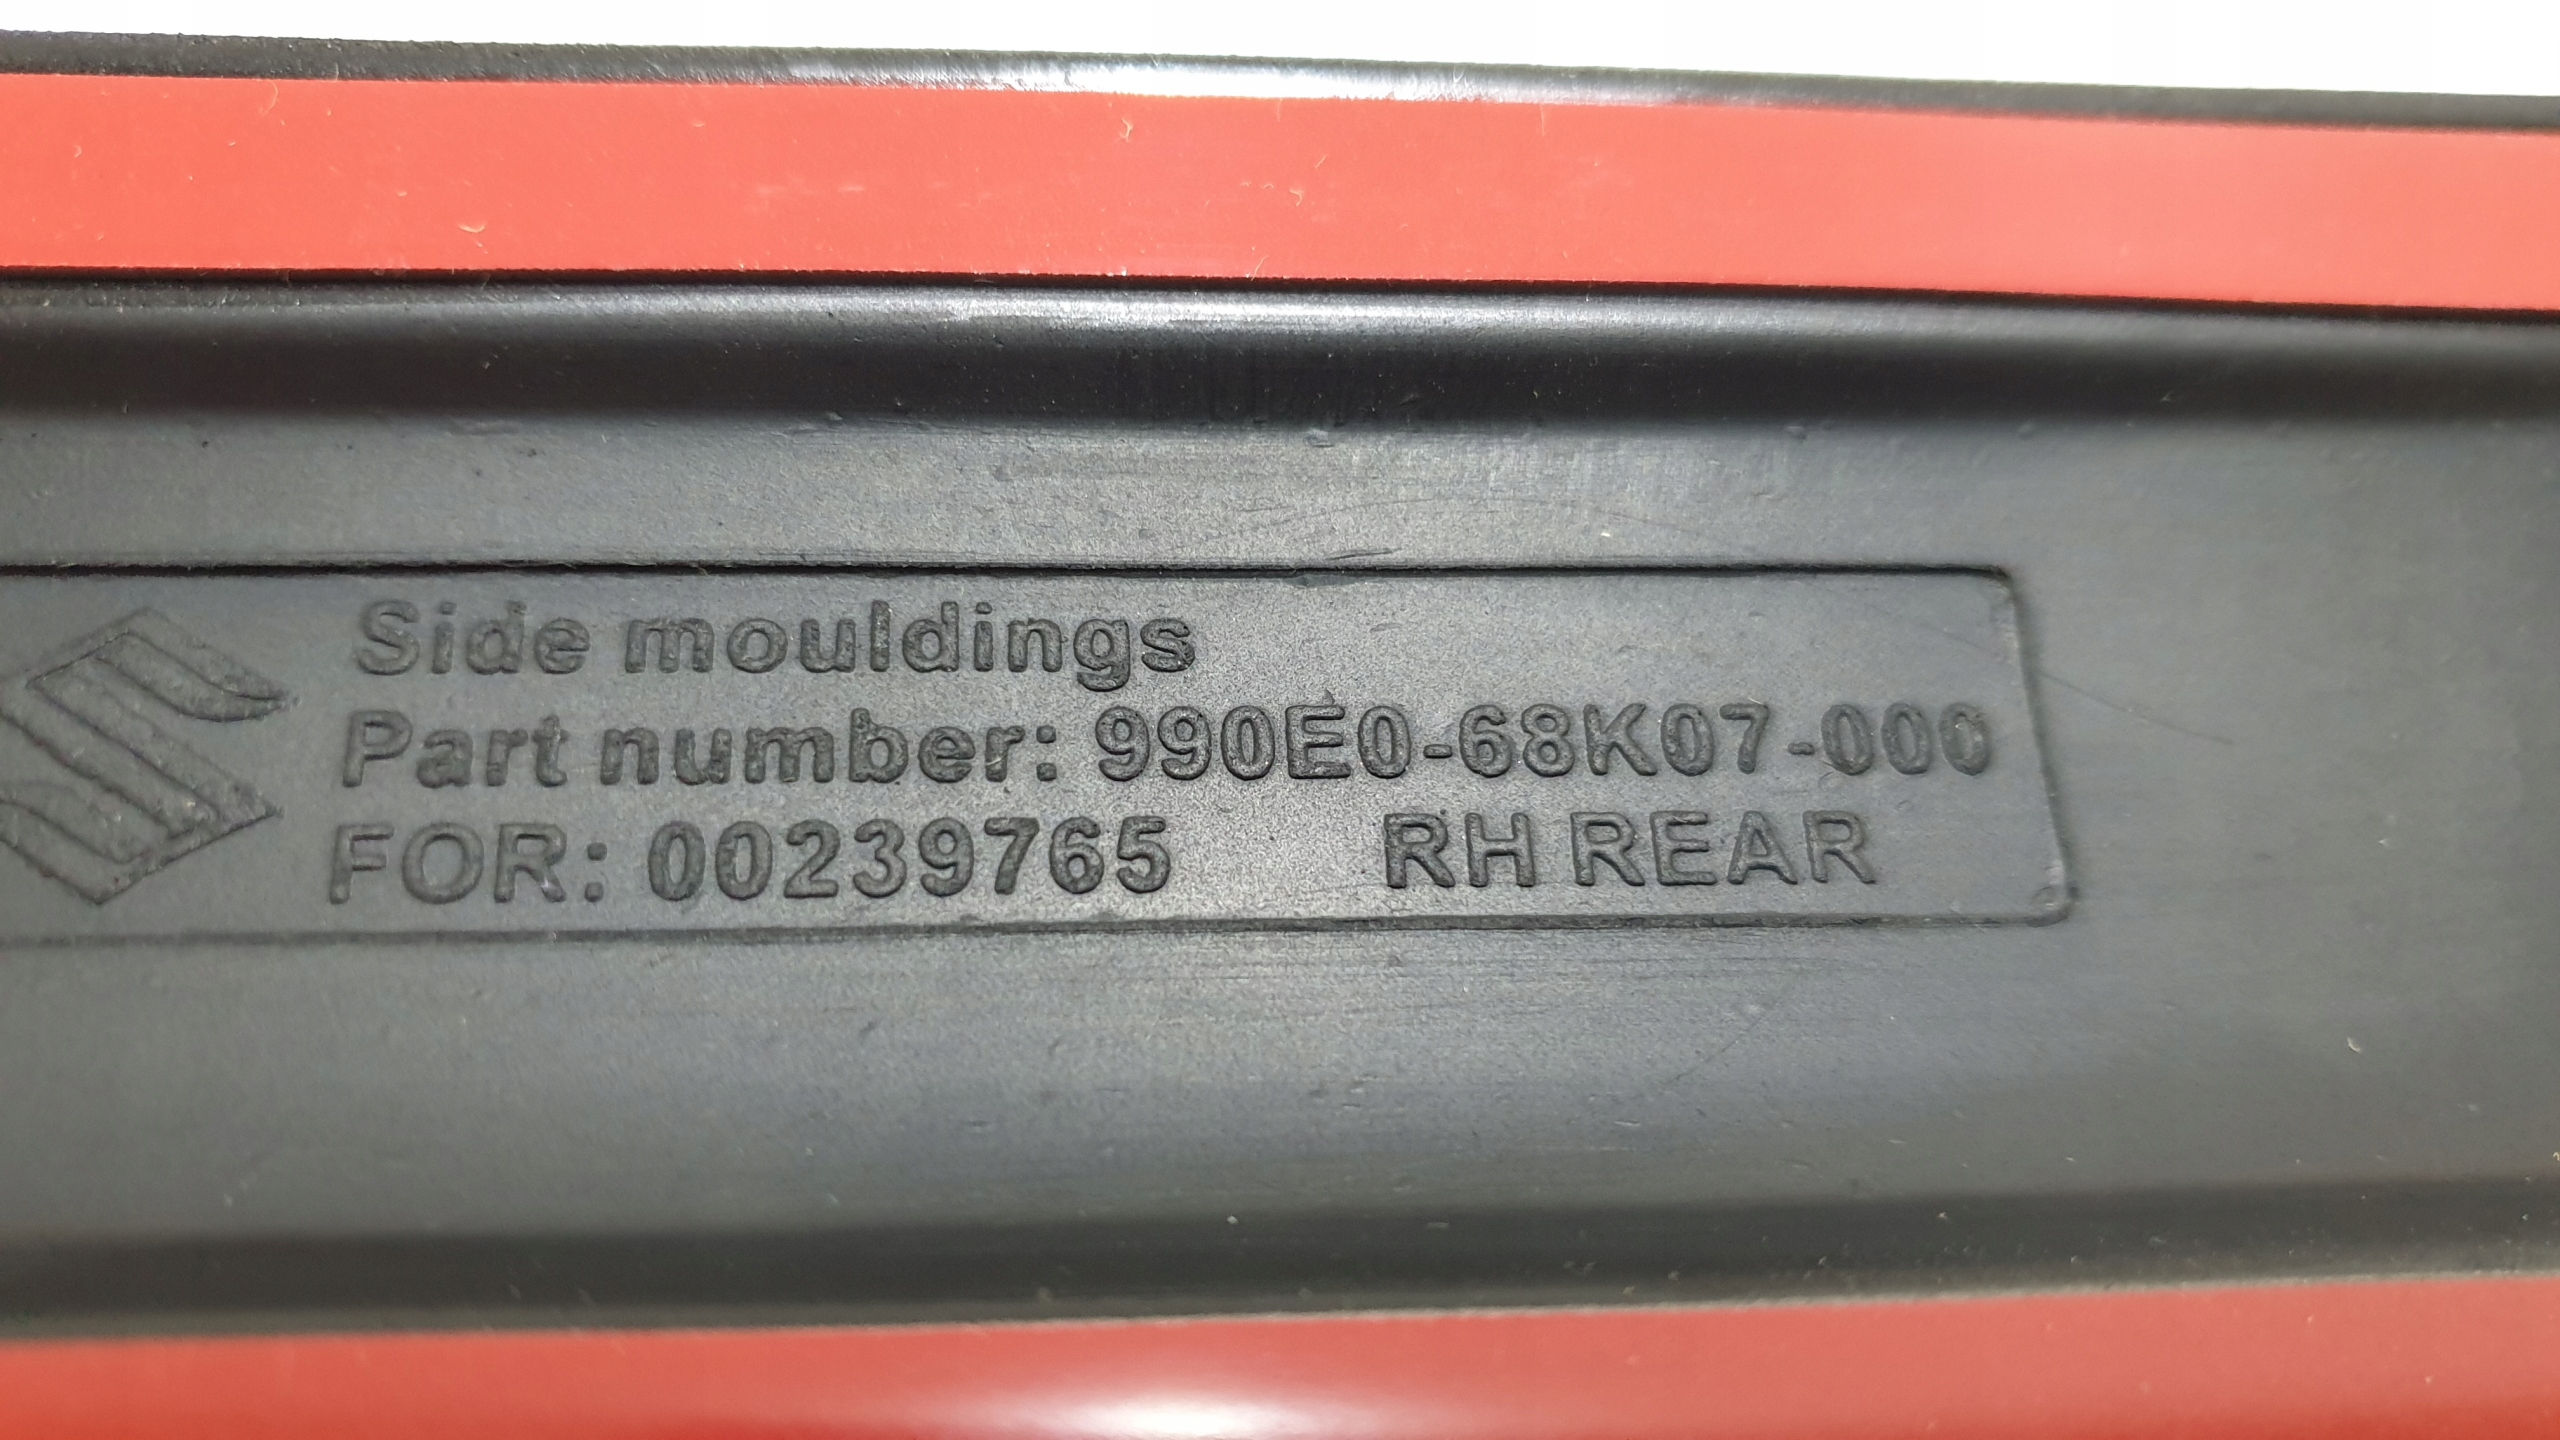 Side mouldings
Part number: 990E0-68K07-000
FOR: 00239765 RH REAR